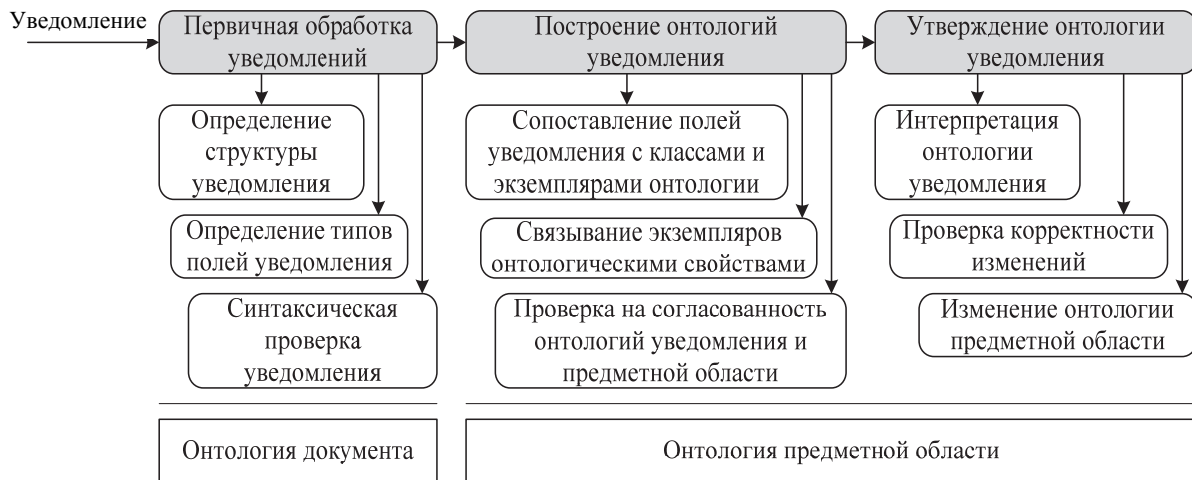 Уведомление
Первичная обработка
уведомлений
Построение онтологий
уведомления
Утверждение онтологии
уведомления
Определение
структуры
уведомления
Определение типов
полей уведомления
Синтаксическая
проверка
уведомления
Сопоставление полей
уведомления с классами и
экземплярами онтологии
Связывание экземпляров
онтологическими свойствами
Проверка на согласованность
онтологий уведомления и
предметной области
Интерпретация
онтологии
уведомления
Проверка корректности
изменений
Изменение онтологии
предметной области
Онтология документа
Онтология предметной области